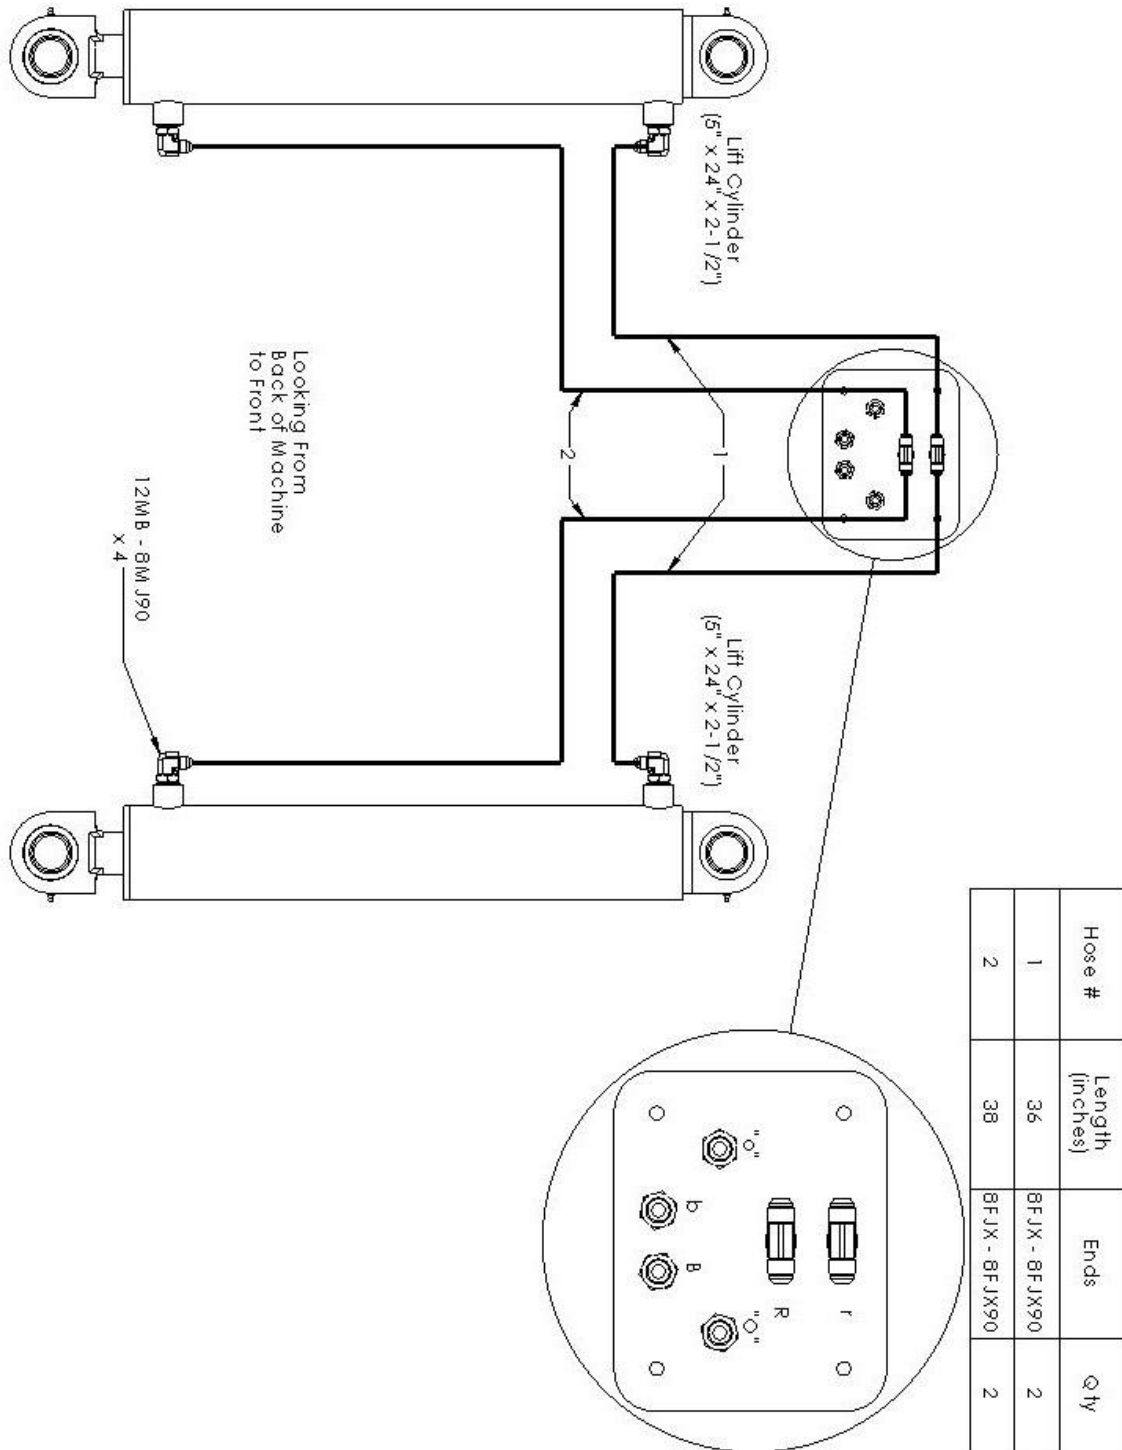 Hose #
Length
(inches)
Ends
Qty
1
36
8FJX - 8FJX90
2
2
38
8FJX - 8FJX90
2
Lift Cylinder
(5" x 24" x 2-1/2")
Lift Cylinder
(5" x 24" x 2-1/2")
1
2
Looking From
Back of Machine
to Front
12MB - 8MJ90
x 4
r
R
"o"
"o"
b
B